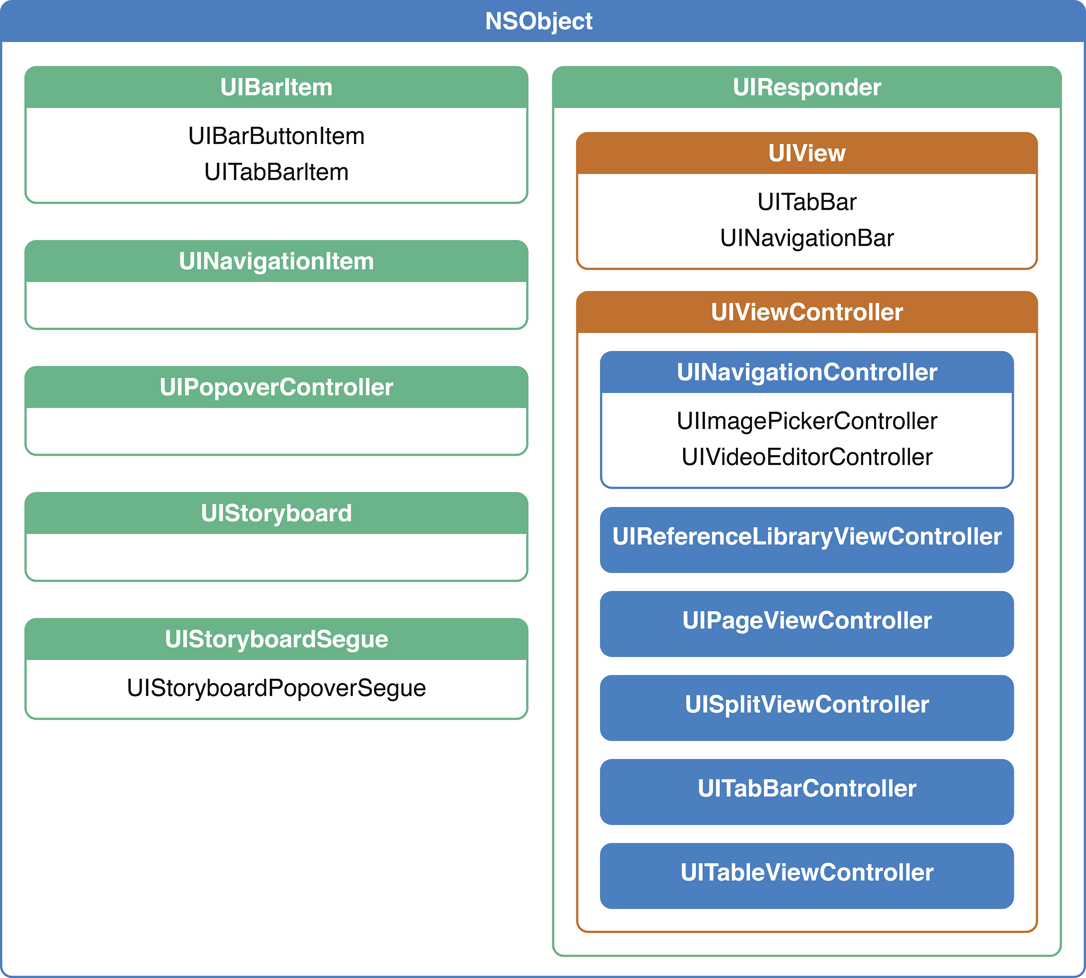 NSObject
UIBarItem
UIBarButtonItem
UITabBarItem
UINavigationItem
UIPopoverController
UIStoryboard
UIStoryboardSegue
UIStoryboardPopoverSegue
UIResponder
UIView
UITabBar
UINavigationBar
UIViewController
UINavigationController
UIImagePickerController
UIVideoEditorController
UIReferenceLibraryViewController
UIPageViewController
UISplitViewController
UITabBarController
UITableViewController